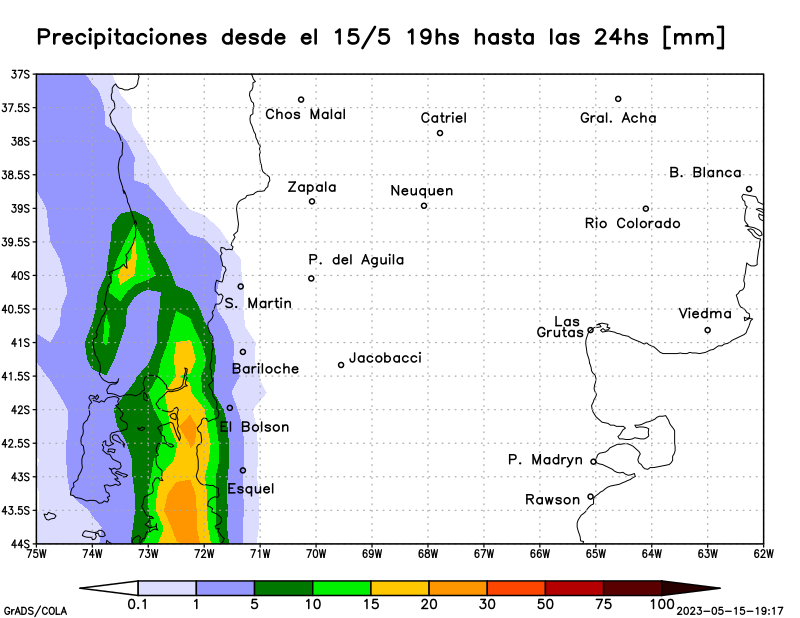 Precipitaciones desde el 15/5 19hs hasta las 24hs [mm]
37S
37.5S
38S
38.5S
39S
39.5S
40S
40.5S
41S
41.5S
42S
42.5S
43S
43.5S
44S
Chos Malal
Catriel
Gral. Acha
B. Blanca
Zapala
Neuquen
Rio Colorado
P. del Aguila
S. Martin
Viedma
Las
Grutas
Jacobacci
Bariloche
El Bolson
P. Madryn
Esquel
Rawson
75W 74W 73W 72W 71W 70W 69W 68W 67W 66W 65W 64W 63W 62W
0.1 1 5 10 15 20 30 50 75 100
GrADS/COLA
2023-05-15-19:17